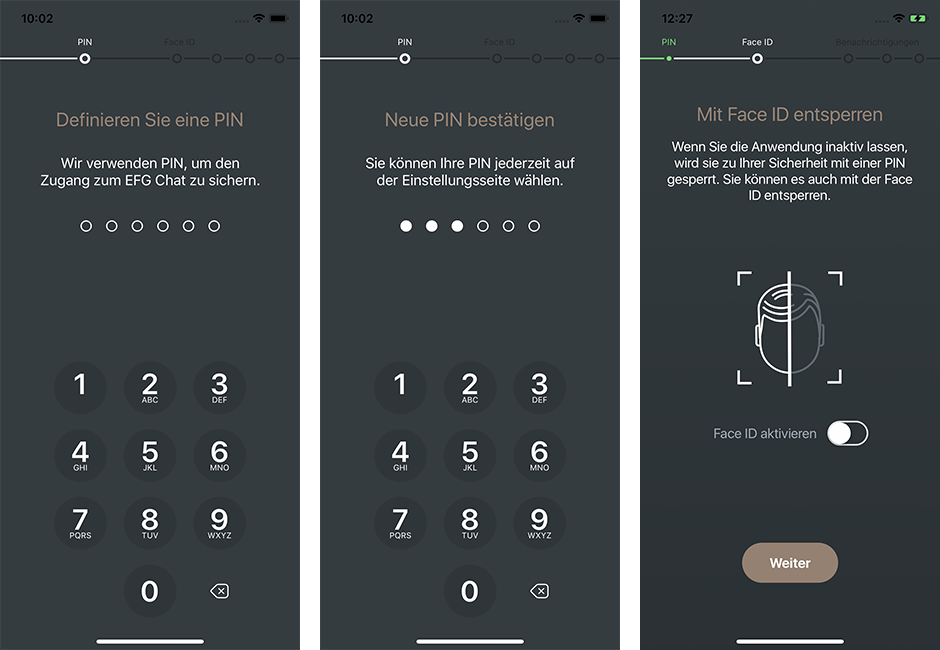 10:02
PIN
Face ID
Definieren Sie eine PIN
Wir verwenden PIN, um den
Zugang zum EFG Chat zu sichern.
1
2
ABC
3
DEF
4
GHI
5
JKL
6
MNO
7
PQRS
8
TUV
9
WXYZ
0
10:02
PIN
Face ID
Neue PIN bestätigen
Sie können Ihre PIN jederzeit auf
der Einstellungsseite wählen.
1
2
ABC
3
DEF
4
GHI
5
JKL
6
MNO
7
PQRS
8
TUV
9
WXYZ
0
12:27
PIN
Face ID
Benachrichtigungen
Mit Face ID entsperren
Wenn Sie die Anwendung inaktiv lassen,
wird sie zu Ihrer Sicherheit mit einer PIN
gesperrt. Sie können es auch mit der Face
ID entsperren.
Face ID aktivieren
Weiter